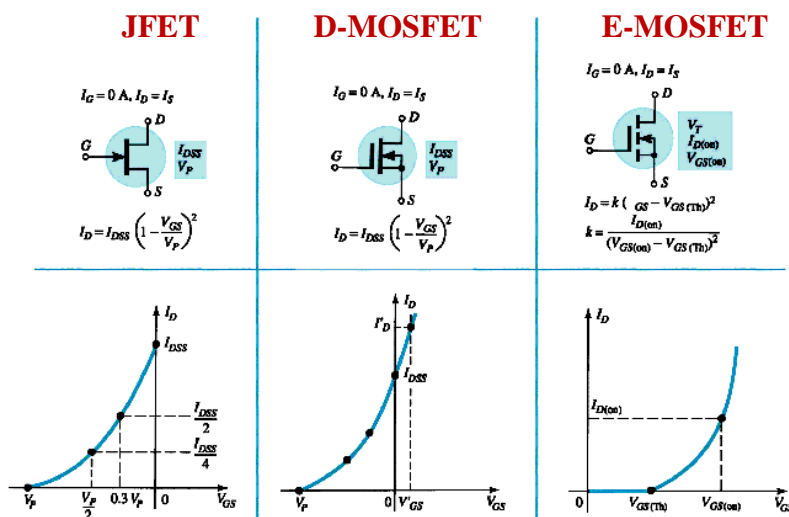 JFET
I_G = 0 A, I_D = I_S
D
G
I_DSS
V_P
S
I_D = I_DSS (1 - V_GS/V_P)^2
I_D
I_DSS
I_DSS/2
I_DSS/4
V_P
V_P/2
0.3 V_P
0
V_GS
D-MOSFET
I_G = 0 A, I_D = I_S
D
G
I_DSS
V_P
S
I_D = I_DSS (1 - V_GS/V_P)^2
I_D
I'_D
I_DSS
V_P
0
V'_GS
V_GS
E-MOSFET
I_G = 0 A, I_D = I_S
D
G
V_T
I_D(on)
V_GS(on)
S
I_D = k ( GS - V_GS(Th))^2
k = I_D(on)/(V_GS(on) - V_GS(Th))^2
I_D
I_D(on)
0
V_GS(Th)
V_GS(on)
V_GS